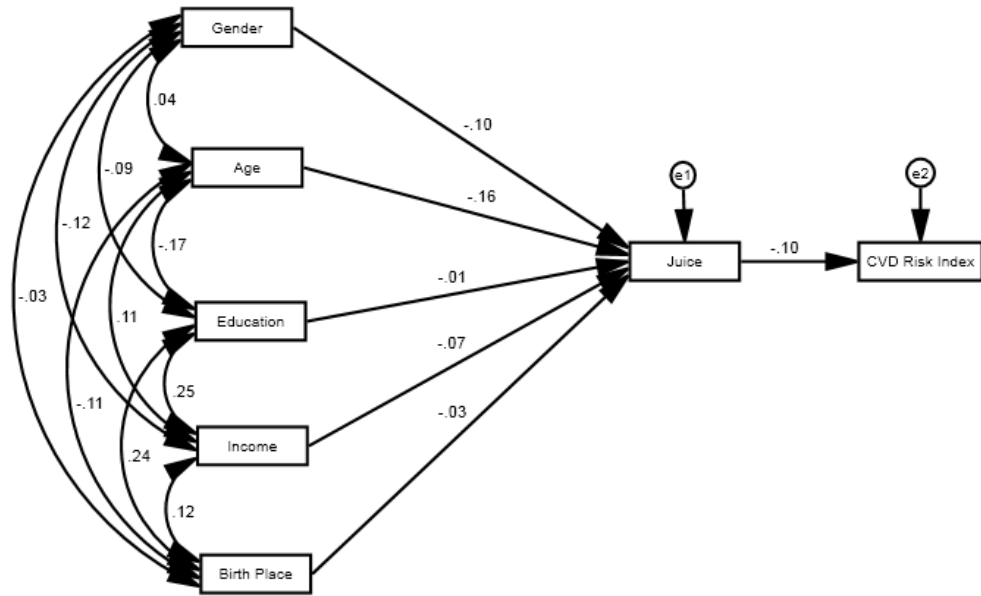 Gender
.04
-.10
Age
-.09
-.16
e1
e2
-.12
-.17
Juice
-.10
CVD Risk Index
-.03
.11
-.01
Education
-.07
.25
-.11
-.03
Income
.24
.12
Birth Place